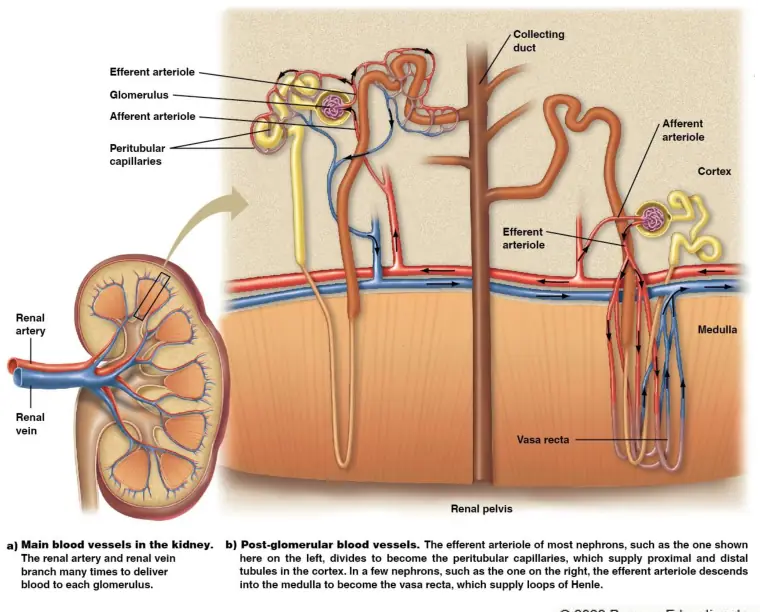 Collecting
duct
Efferent arteriole
Glomerulus
Afferent arteriole
Peritubular
capillaries
Afferent
arteriole
Cortex
Efferent
arteriole
Renal
artery
Medulla
Renal
vein
Vasa recta
Renal pelvis
a) Main blood vessels in the kidney.
The renal artery and renal vein
branch many times to deliver
blood to each glomerulus.
b) Post-glomerular blood vessels. The efferent arteriole of most nephrons, such as the one shown
here on the left, divides to become the peritubular capillaries, which supply proximal and distal
tubules in the cortex. In a few nephrons, such as the one on the right, the efferent arteriole descends
into the medulla to become the vasa recta, which supply loops of Henle.